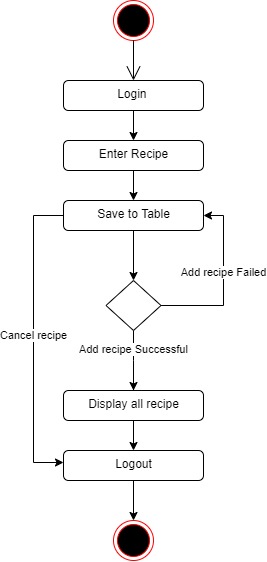 Login
Enter Recipe
Save to Table
Add recipe Failed
Cancel recipe
Add recipe Successful
Display all recipe
Logout